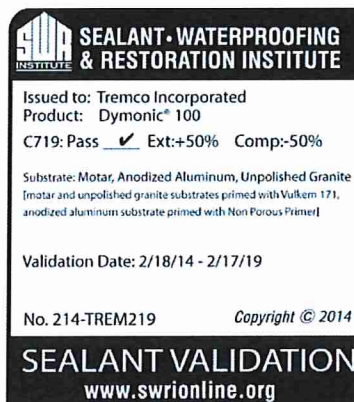 SWR
INSTITUTE
SEALANT • WATERPROOFING
& RESTORATION INSTITUTE
Issued to: Tremco Incorporated
Product: Dymonic® 100
C719: Pass ✔ Ext:+50% Comp:-50%
Substrate: Motar, Anodized Aluminum, Unpolished Granite
[motar and unpolished granite substrates primed with Vulkem 171,
anodized aluminum substrate primed with Non Porous Primer]
Validation Date: 2/18/14 - 2/17/19
No. 214-TREM219 Copyright © 2014
SEALANT VALIDATION
www.swrionline.org